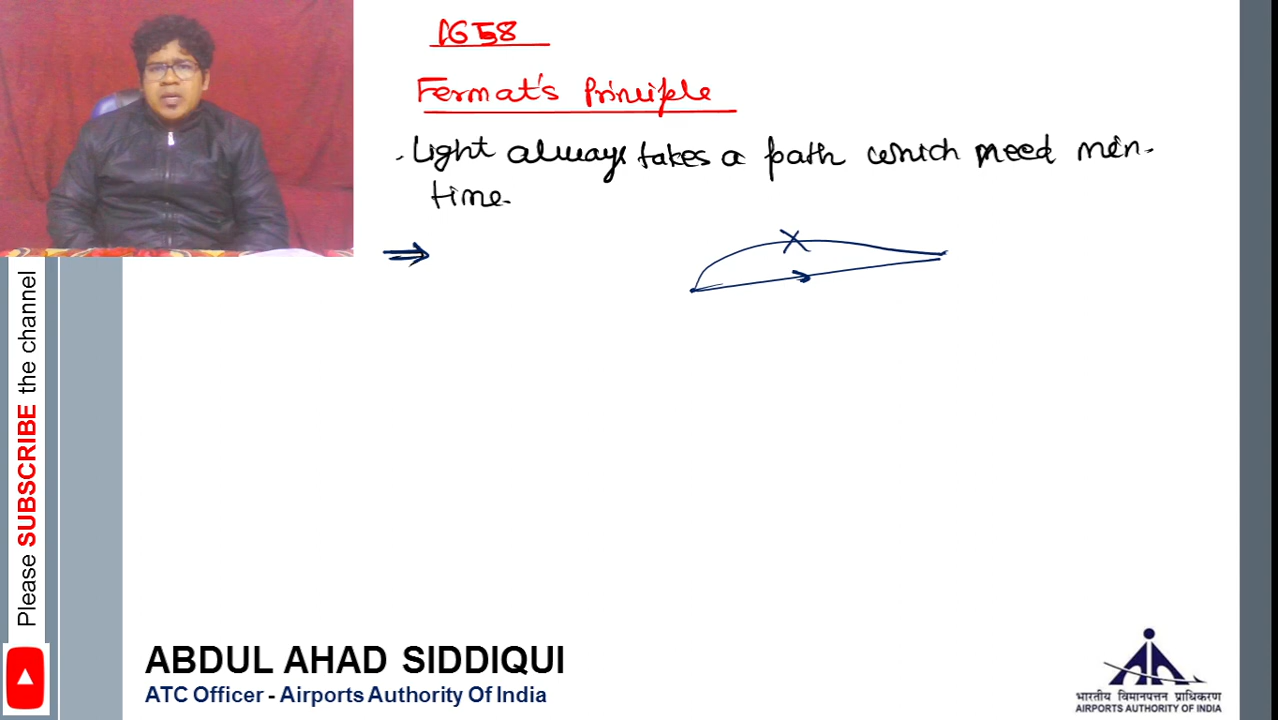 1658
Fermat's Principle
. Light always takes a path which need min.
time.
Please SUBSCRIBE the channel
ABDUL AHAD SIDDIQUI
ATC Officer - Airports Authority Of India
भारतीय विमानपत्तन प्राधिकरण
AIRPORTS AUTHORITY OF INDIA